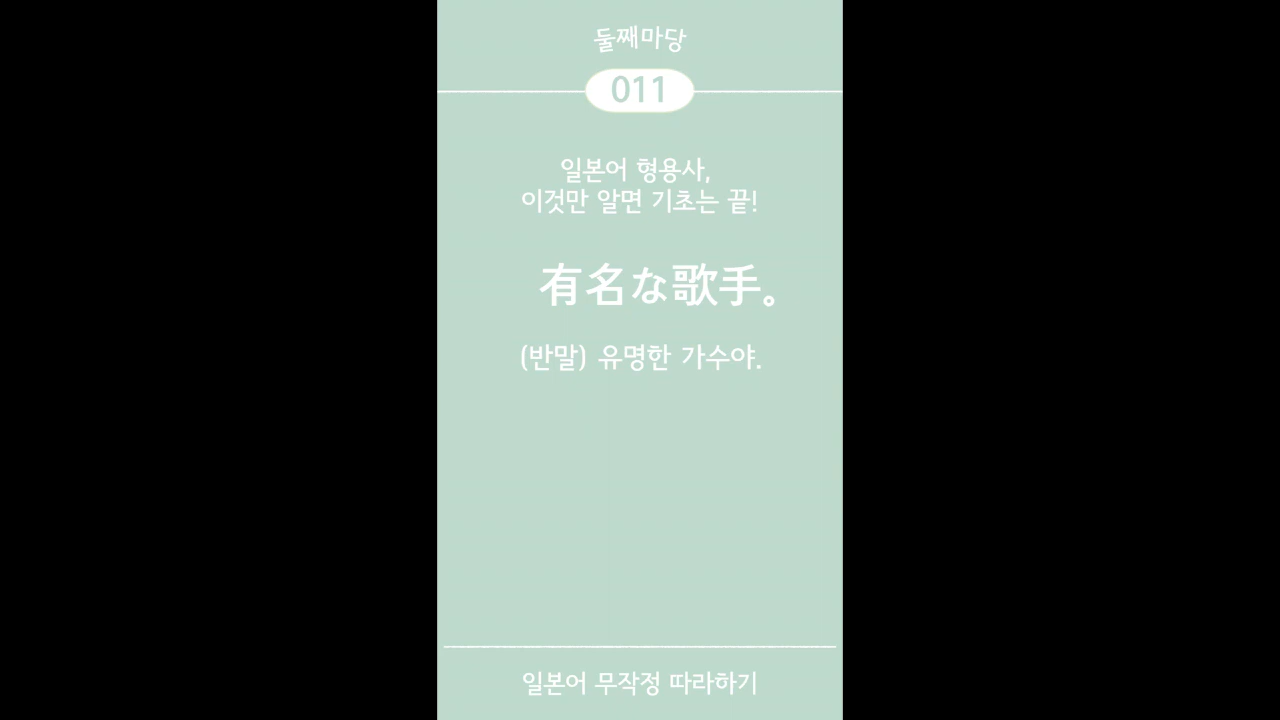 둘째마당
011
일본어 형용사,
이것만 알면 기초는 끝!
有名な歌手。
(반말) 유명한 가수야.
일본어 무작정 따라하기